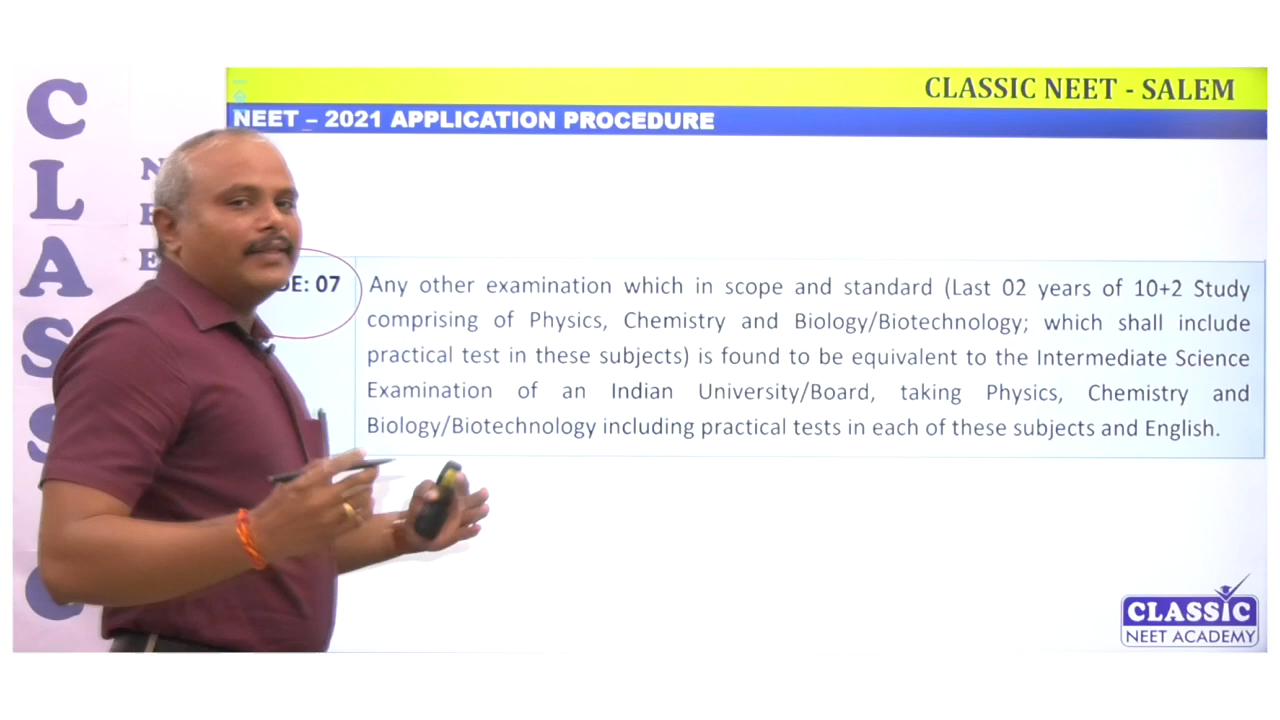 CLASSIC NEET - SALEM
NEET – 2021 APPLICATION PROCEDURE
CLASSIC
N
E
E
DE: 07
Any other examination which in scope and standard (Last 02 years of 10+2 Study
comprising of Physics, Chemistry and Biology/Biotechnology; which shall include
practical test in these subjects) is found to be equivalent to the Intermediate Science
Examination of an Indian University/Board, taking Physics, Chemistry and
Biology/Biotechnology including practical tests in each of these subjects and English.
CLASSIC
NEET ACADEMY